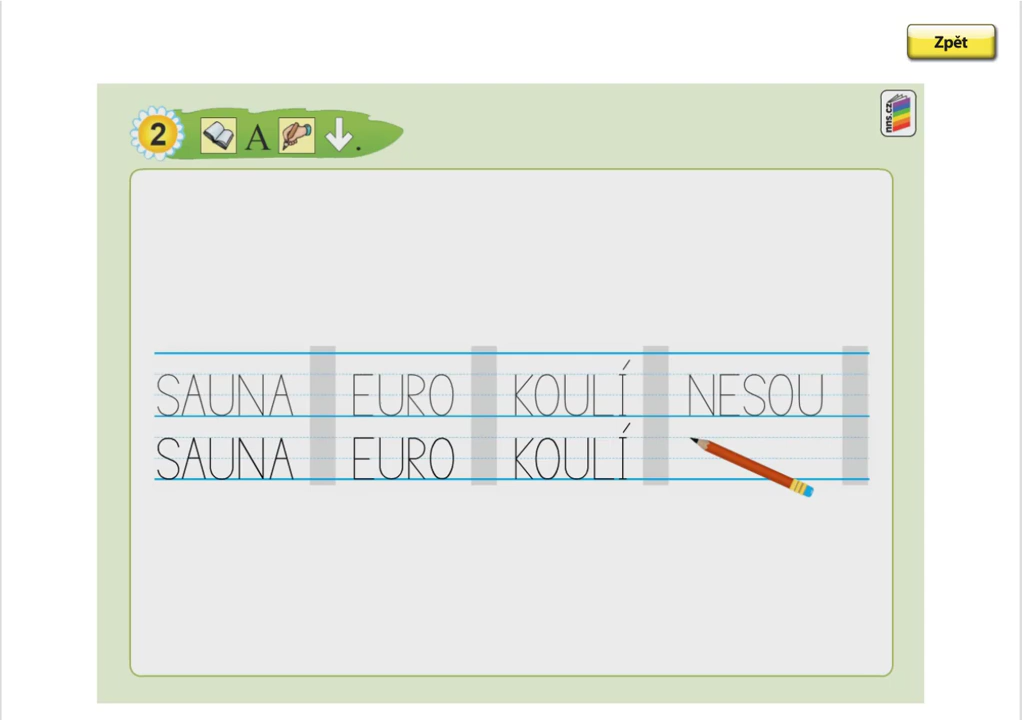 Zpět
2 A .
nns.cz
SAUNA EURO KOULÍ NESOU
SAUNA EURO KOULÍ